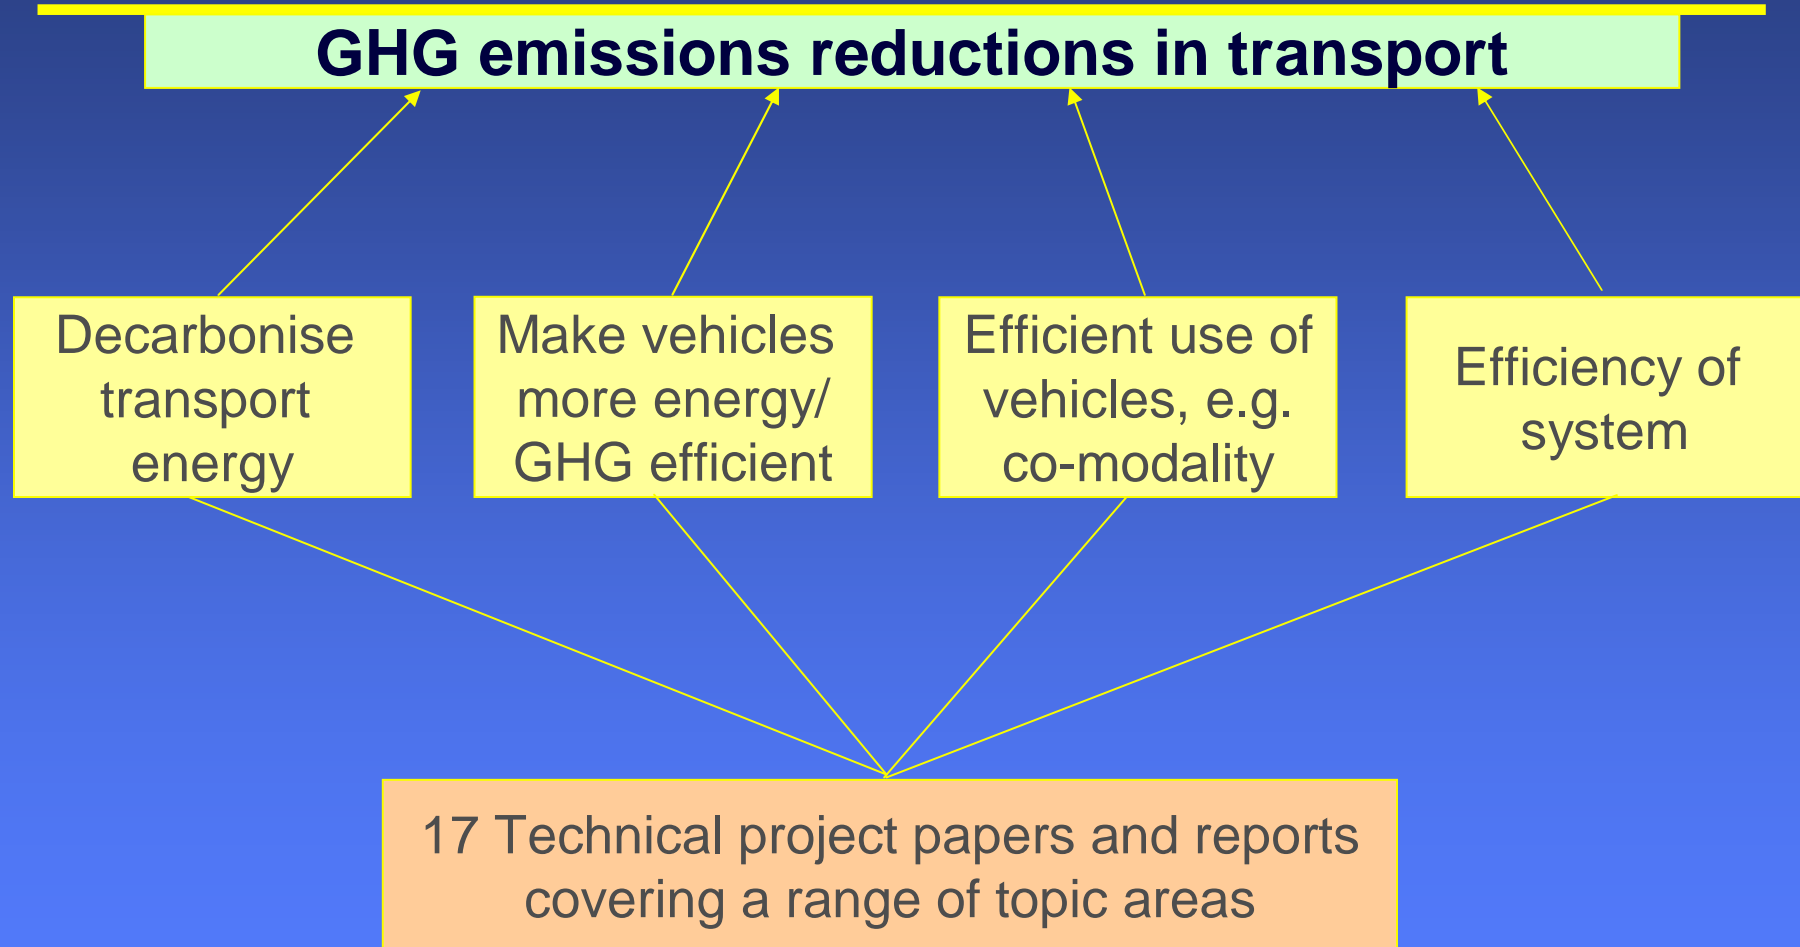 GHG emissions reductions in transport
Decarbonise
transport
energy
Make vehicles
more energy/
GHG efficient
Efficient use of
vehicles, e.g.
co-modality
Efficiency of
system
17 Technical project papers and reports
covering a range of topic areas